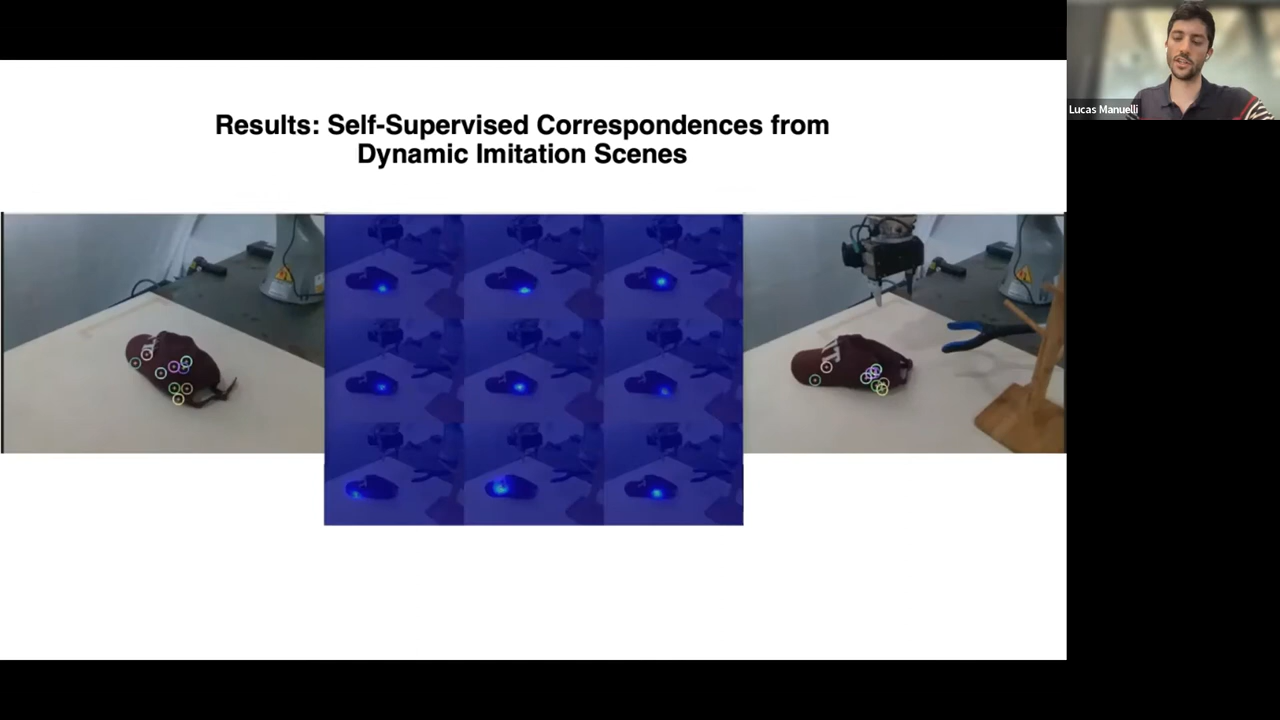 Results: Self-Supervised Correspondences from
Dynamic Imitation Scenes
Lucas Manuelli